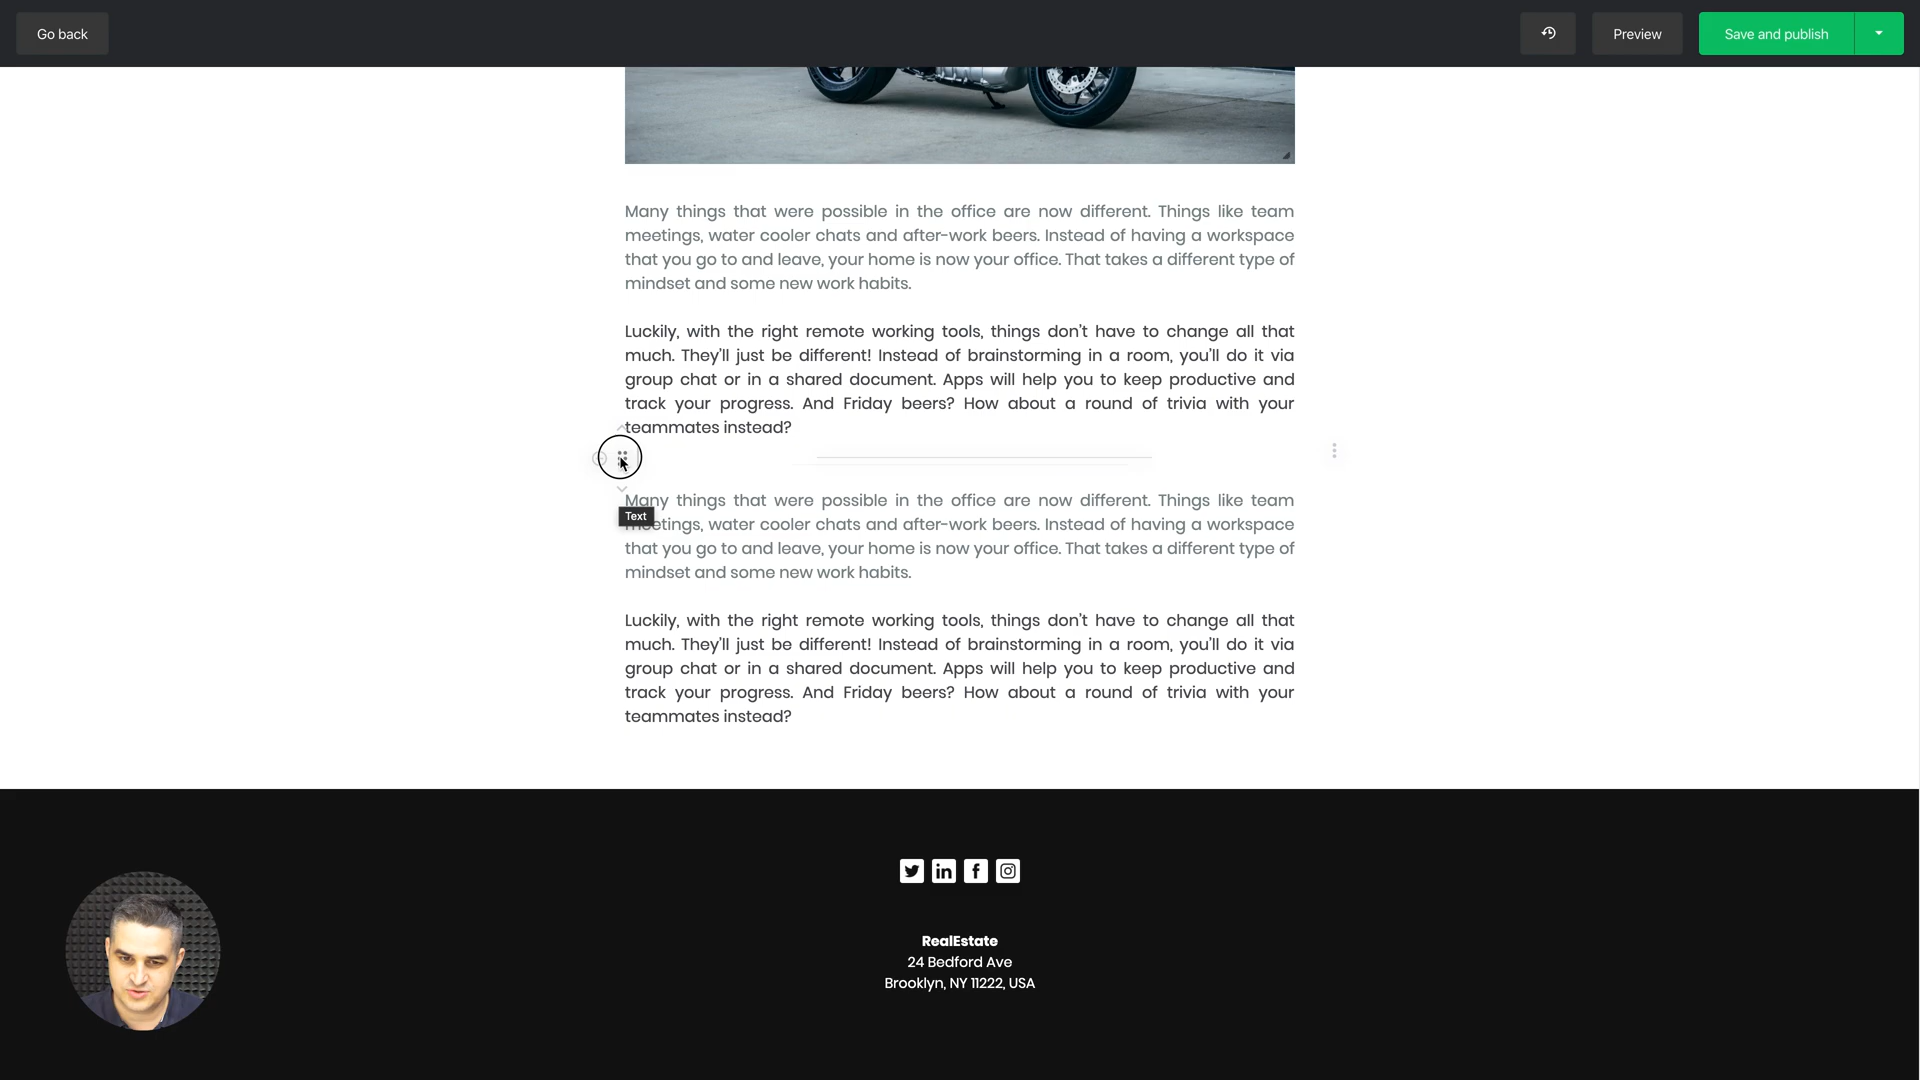 Go back
Preview
Save and publish
Many things that were possible in the office are now different. Things like team
meetings, water cooler chats and after-work beers. Instead of having a workspace
that you go to and leave, your home is now your office. That takes a different type of
mindset and some new work habits.
Luckily, with the right remote working tools, things don't have to change all that
much. They'll just be different! Instead of brainstorming in a room, you'll do it via
group chat or in a shared document. Apps will help you to keep productive and
track your progress. And Friday beers? How about a round of trivia with your
teammates instead?
Many things that were possible in the office are now different. Things like team
Text
meetings, water cooler chats and after-work beers. Instead of having a workspace
that you go to and leave, your home is now your office. That takes a different type of
mindset and some new work habits.
Luckily, with the right remote working tools, things don't have to change all that
much. They'll just be different! Instead of brainstorming in a room, you'll do it via
group chat or in a shared document. Apps will help you to keep productive and
track your progress. And Friday beers? How about a round of trivia with your
teammates instead?
RealEstate
24 Bedford Ave
Brooklyn, NY 11222, USA